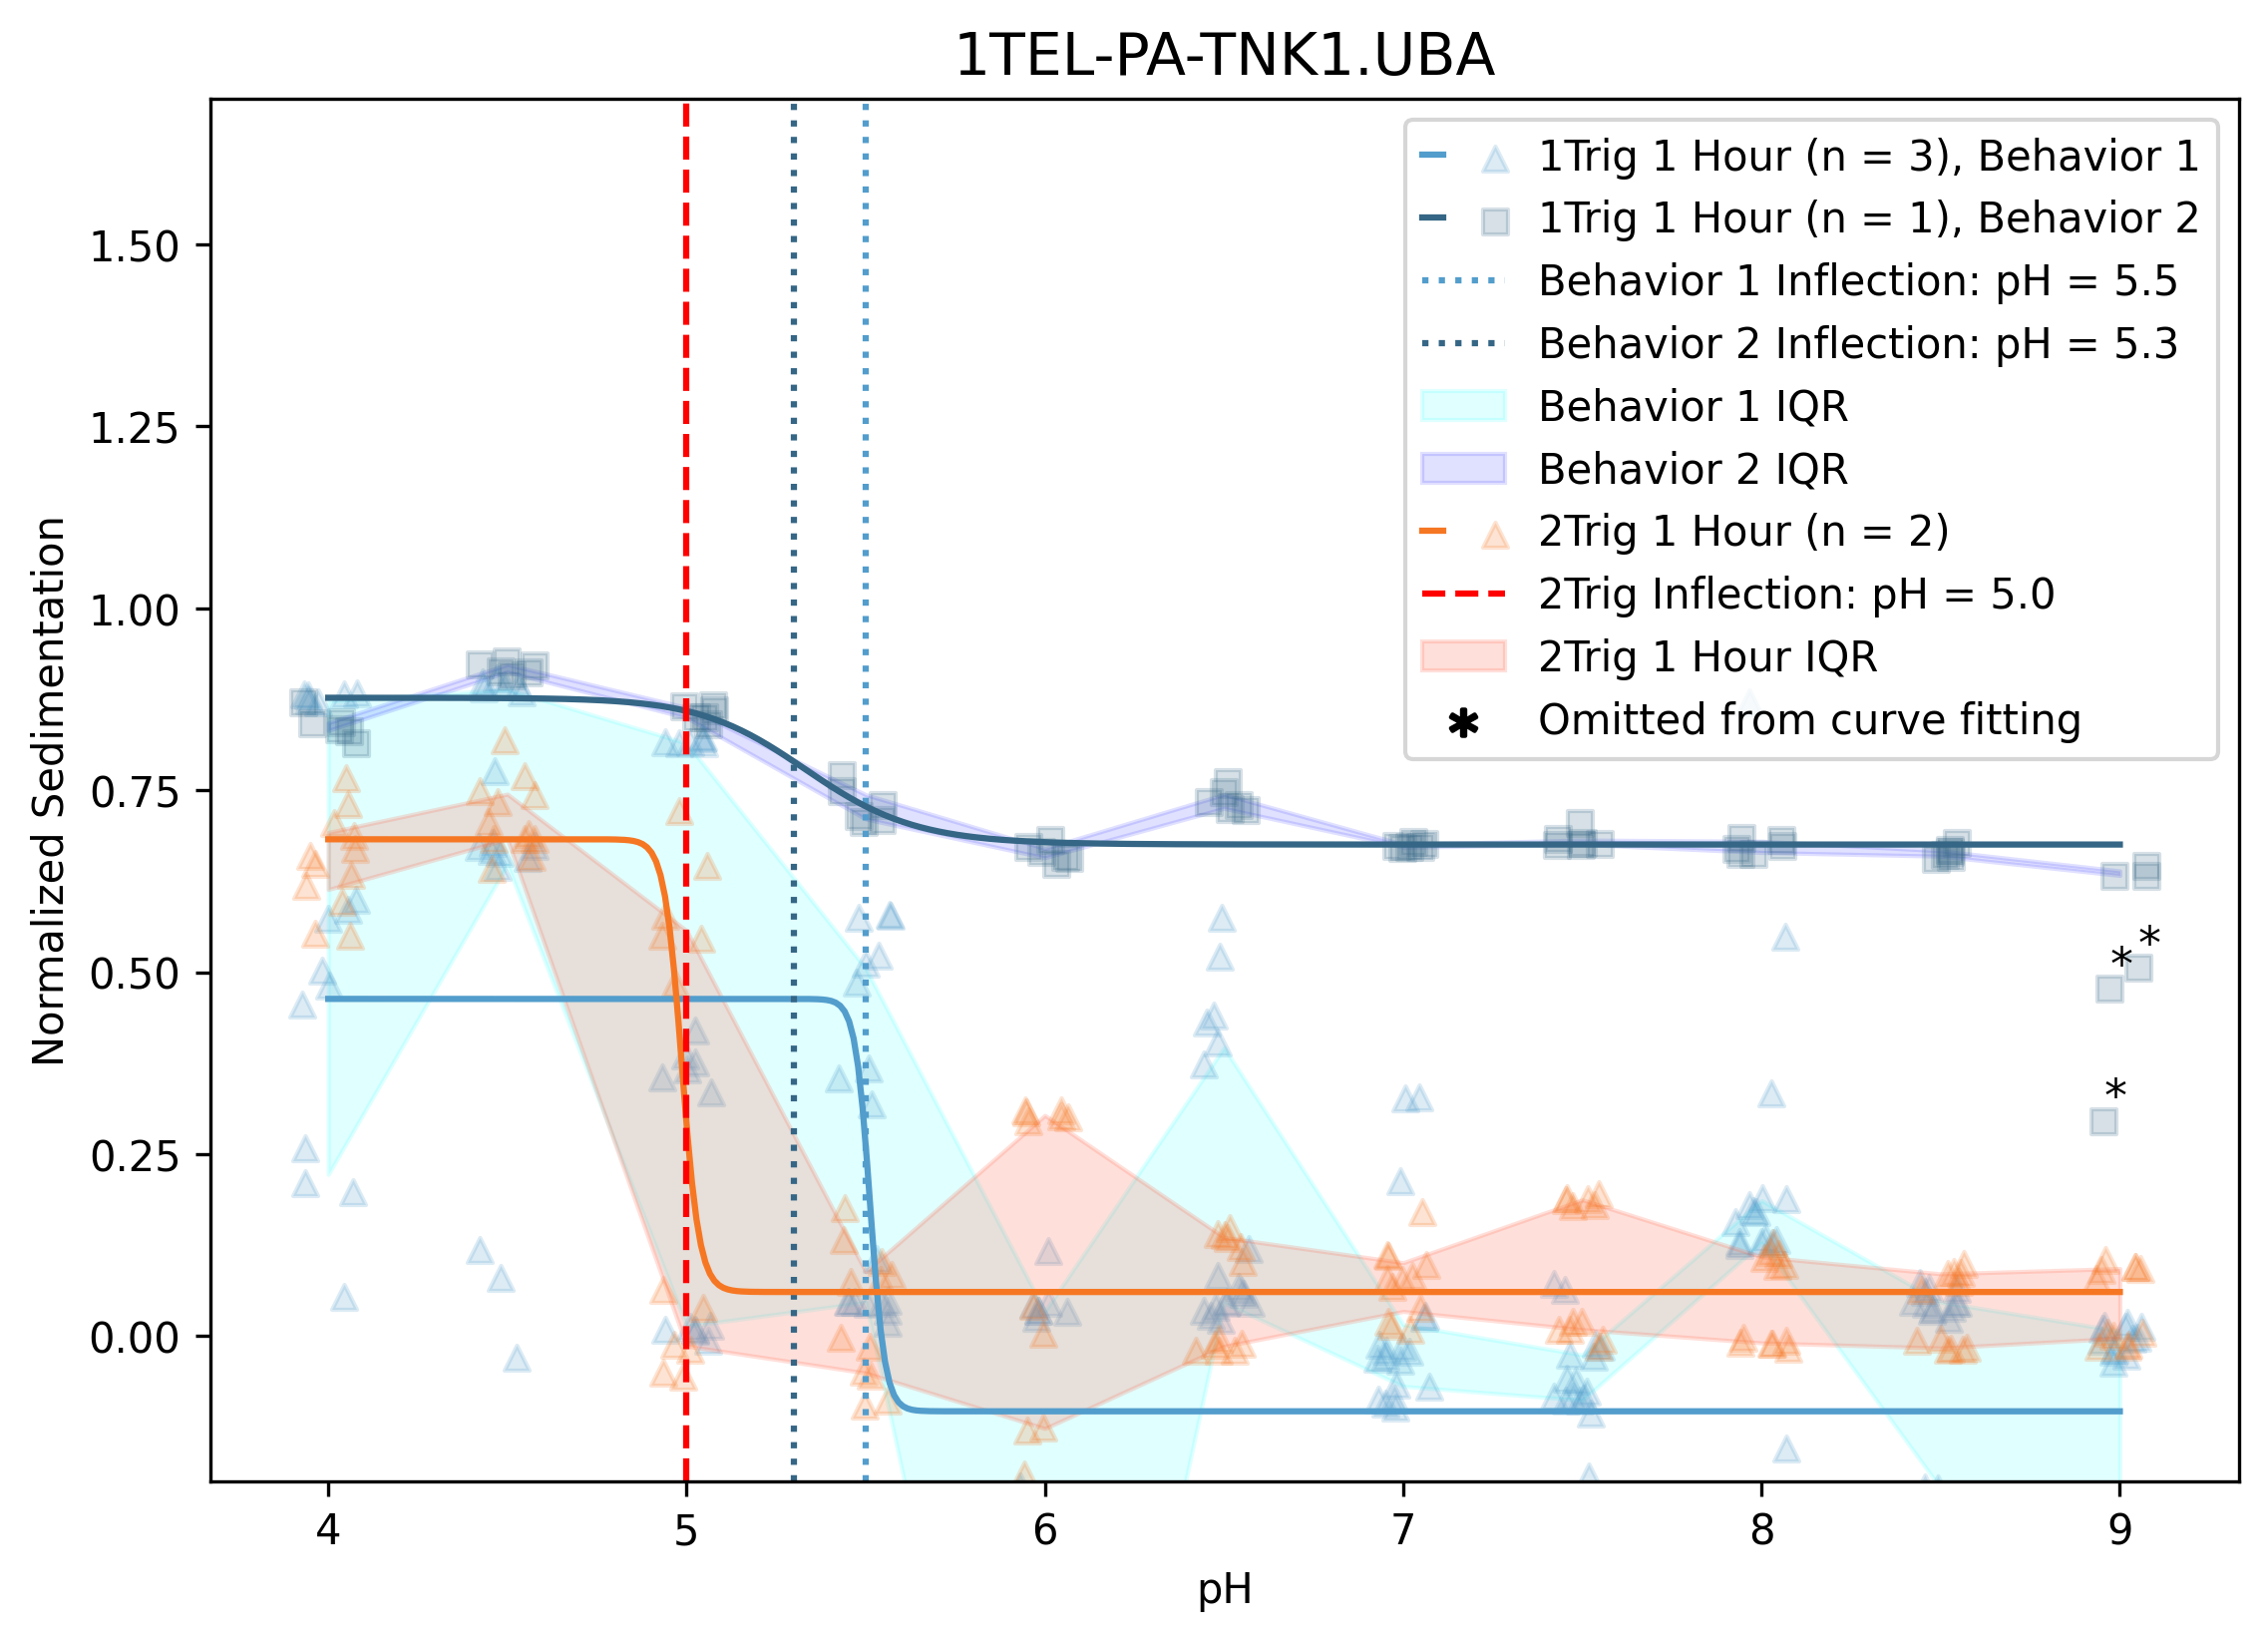 1TEL-PA-TNK1.UBA
1Trig 1 Hour (n = 3), Behavior 1
1Trig 1 Hour (n = 1), Behavior 2
Behavior 1 Inflection: pH = 5.5
Behavior 2 Inflection: pH = 5.3
Behavior 1 IQR
Behavior 2 IQR
2Trig 1 Hour (n = 2)
2Trig Inflection: pH = 5.0
2Trig 1 Hour IQR
Omitted from curve fitting
Normalized Sedimentation
1.50
1.25
1.00
0.75
0.50
0.25
0.00
*
*
*
4 5 6 7 8 9
pH